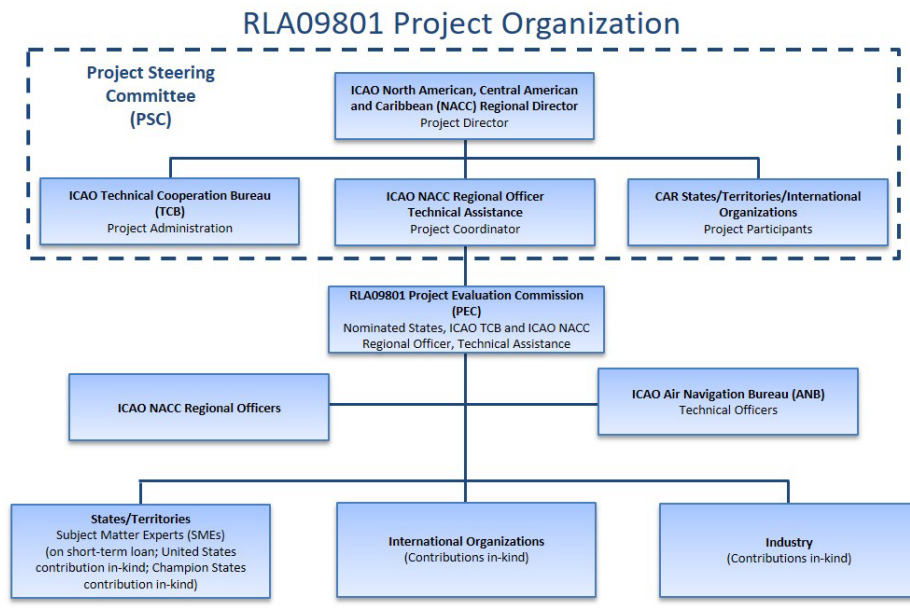 RLA09801 Project Organization
Project Steering
Committee
(PSC)
ICAO North American, Central American
and Caribbean (NACC) Regional Director
Project Director
ICAO Technical Cooperation Bureau
(TCB)
Project Administration
ICAO NACC Regional Officer
Technical Assistance
Project Coordinator
CAR States/Territories/International
Organizations
Project Participants
RLA09801 Project Evaluation Commission
(PEC)
Nominated States, ICAO TCB and ICAO NACC
Regional Officer, Technical Assistance
ICAO NACC Regional Officers
ICAO Air Navigation Bureau (ANB)
Technical Officers
States/Territories
Subject Matter Experts (SMEs)
(on short-term loan; United States
contribution in-kind; Champion States
contribution in-kind)
International Organizations
(Contributions in-kind)
Industry
(Contributions in-kind)